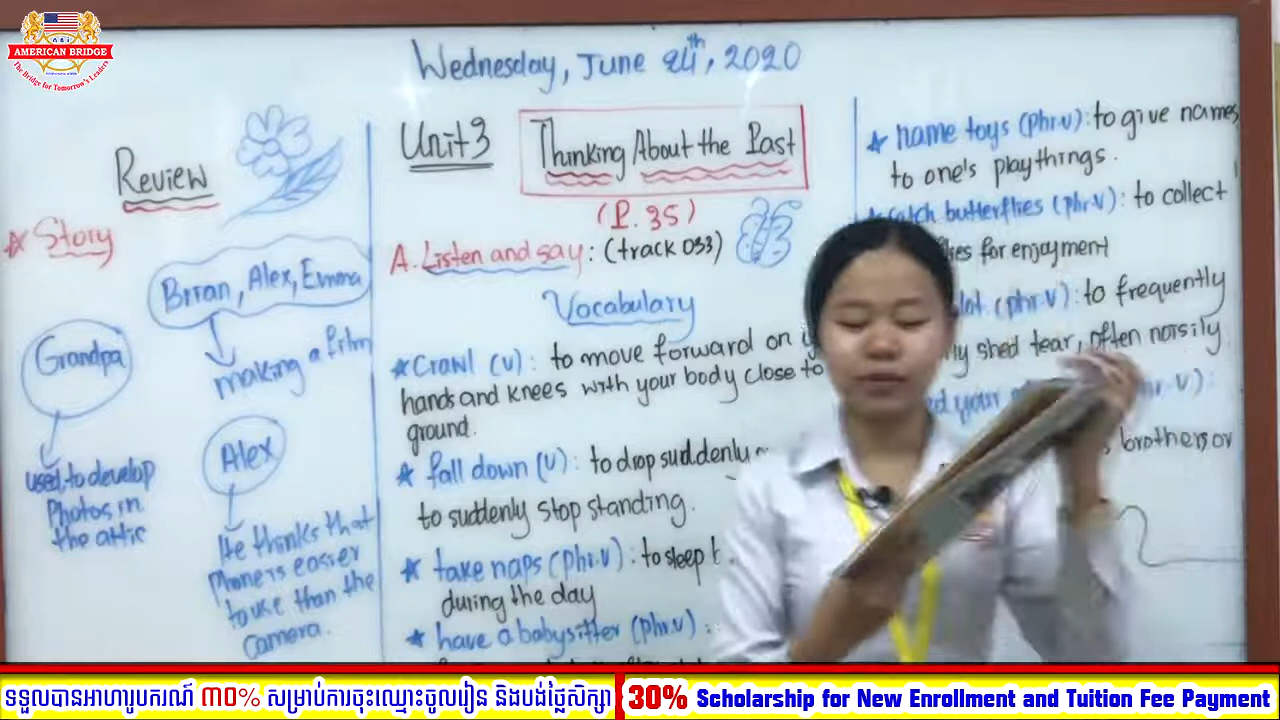 AMERICAN BRIDGE
The Bridge for Tomorrow's Leaders
Wednesday, June 24th, 2020
Review
Story
Brian, Alex, Emma
making a film
Grandpa
used to develop
Photos in
the attic
Alex
He thinks that
Phone is easier
to use than the
camera.
Unit 3
Thinking About the Past
(P. 35)
A. Listen and say: (track 033)
Vocabulary
Crawl (v): to move forward on
hands and knees with your body close to
ground.
fall down (v): to drop suddenly
to suddenly stop standing.
take naps (phr.v): to sleep
during the day
have a babysitter (phr.v):
name toys (phr.v): to give names
to one's playthings.
catch butterflies (phr.v): to collect
for enjoyment
(phr.v): to frequently
shed tear, often noisily
your
brothers or
ទទួលបានអាហារូបករណ៍ ៣០% សម្រាប់ការចុះឈ្មោះចូលរៀន និងបង់ថ្លៃសិក្សា
30% Scholarship for New Enrollment and Tuition Fee Payment